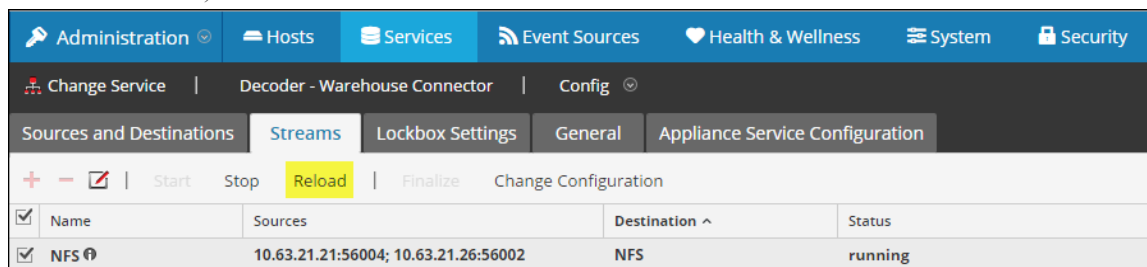 Administration Hosts Services Event Sources Health & Wellness System Security
Change Service | Decoder - Warehouse Connector | Config
Sources and Destinations Streams Lockbox Settings General Appliance Service Configuration
Start Stop Reload | Finalize Change Configuration
Name Sources Destination Status
NFS 10.63.21.21:56004; 10.63.21.26:56002 NFS running